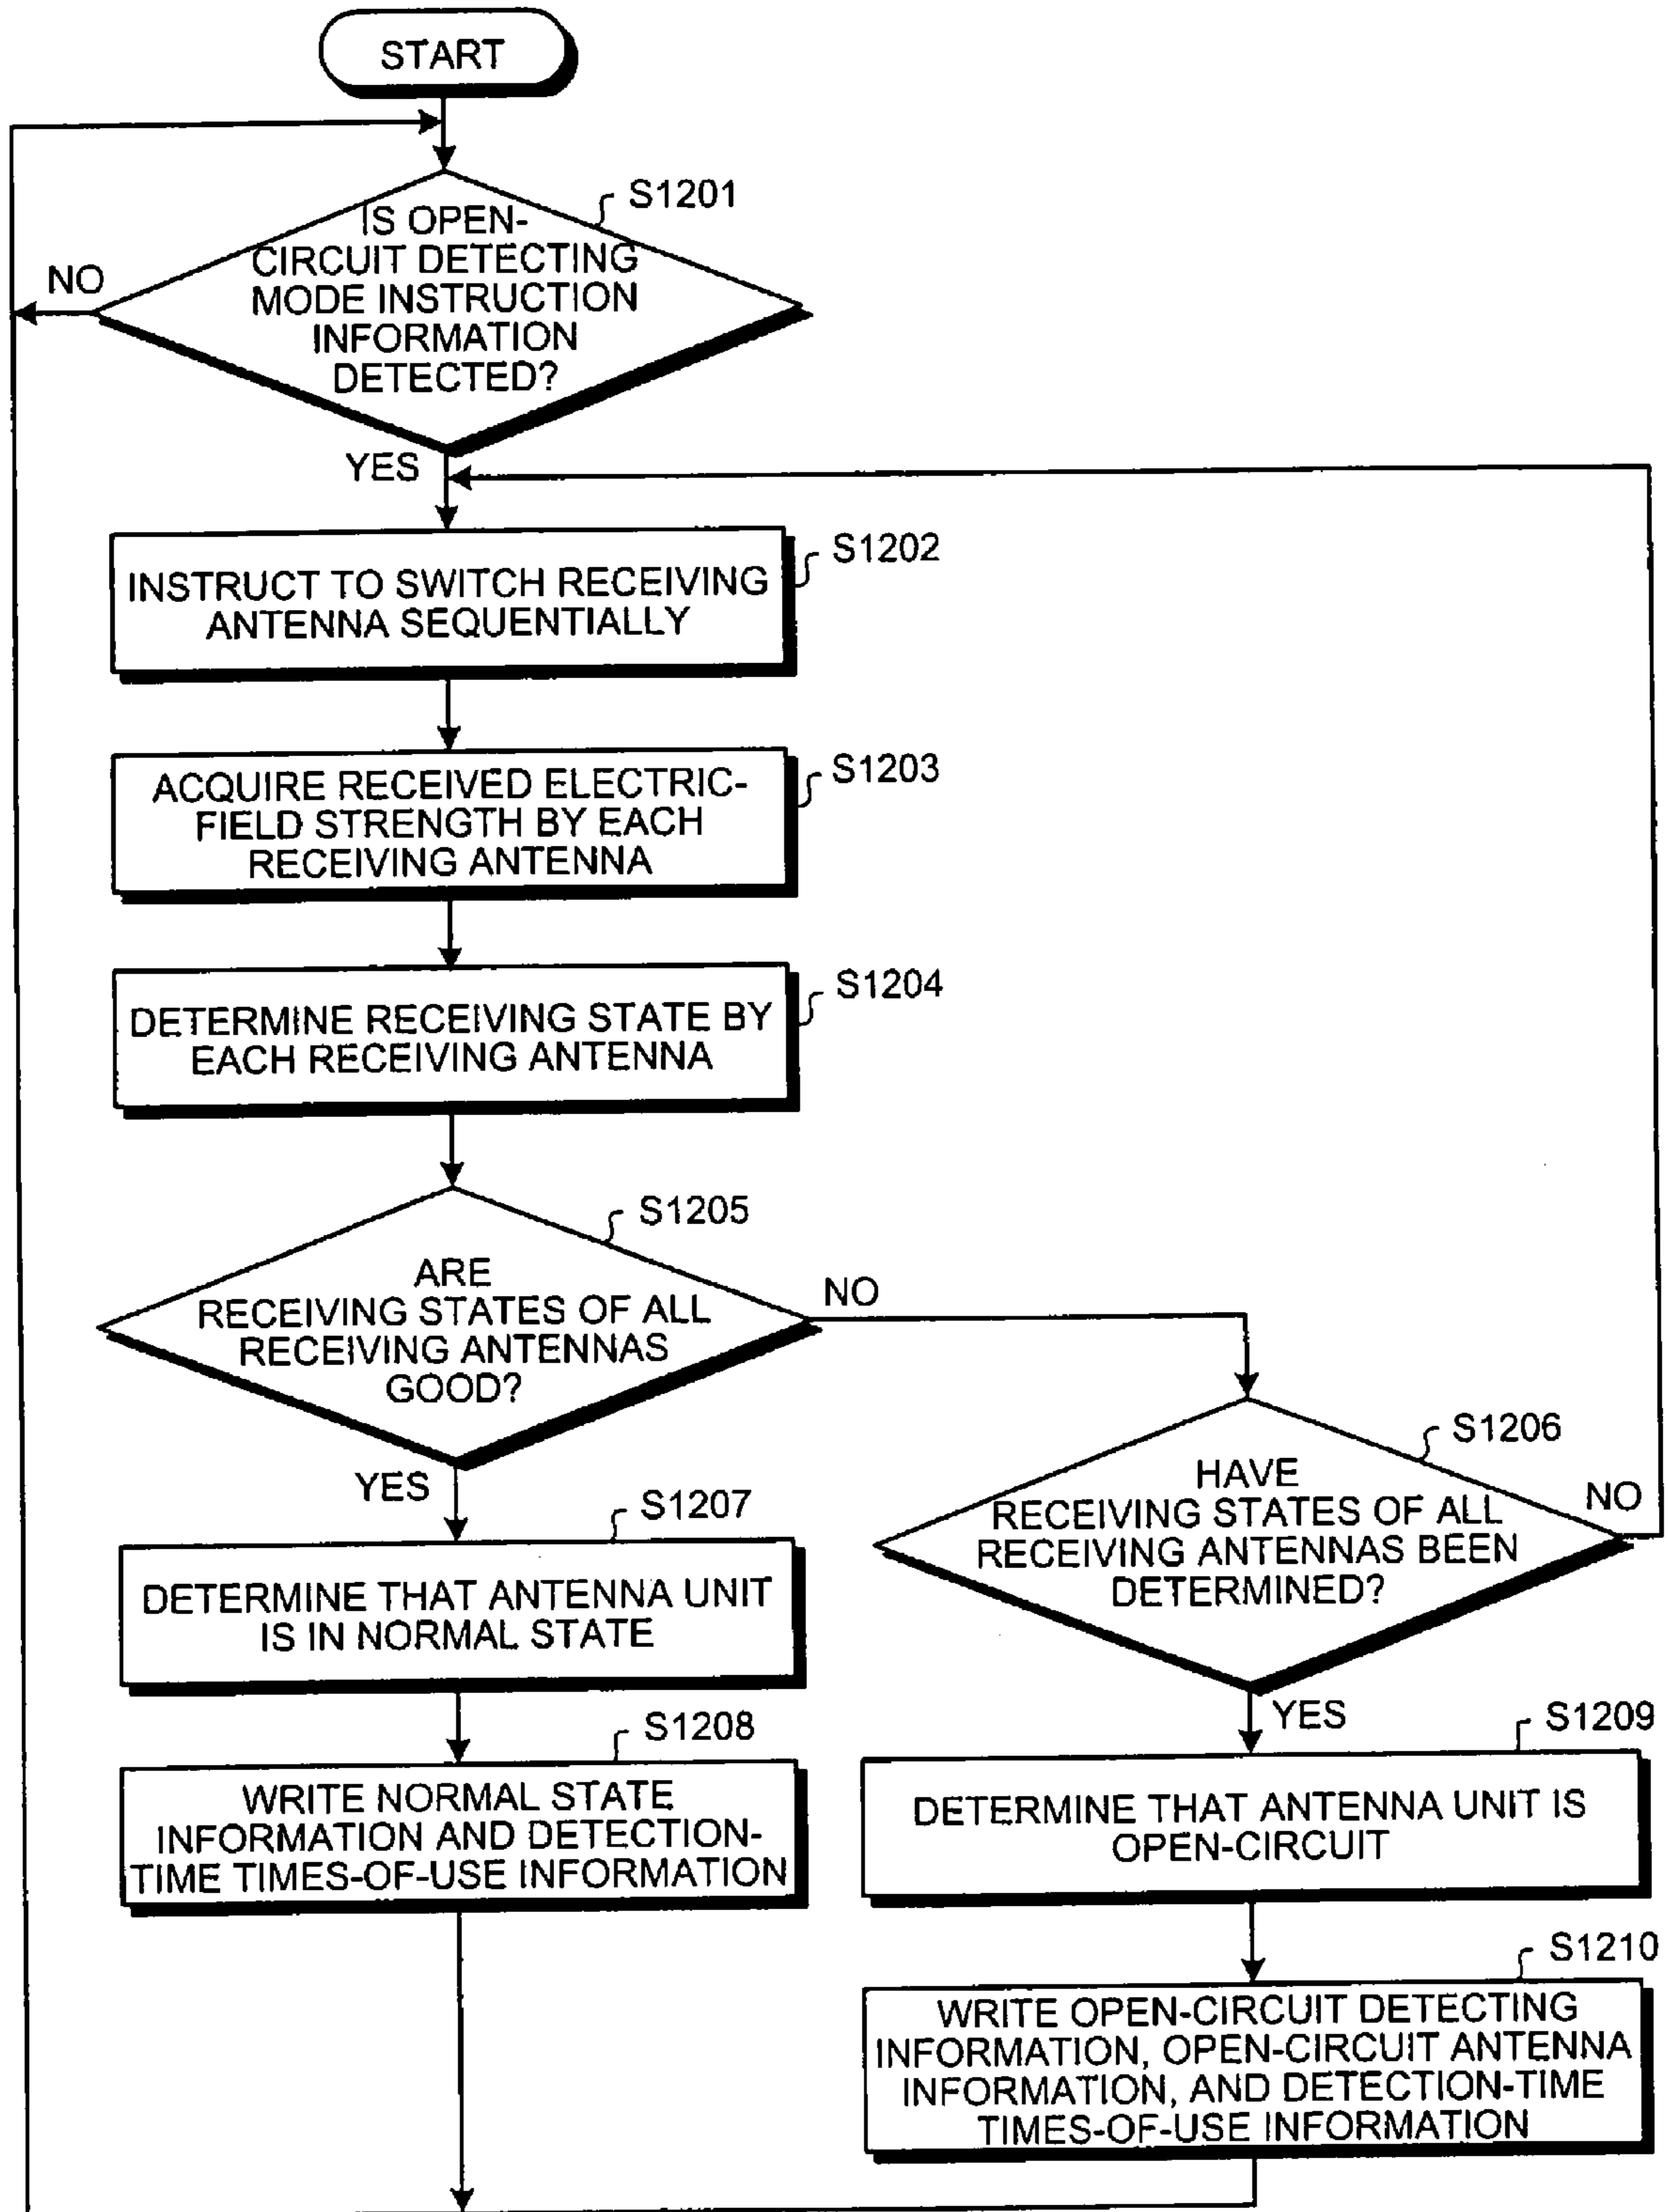 START
S1201
IS OPEN-
CIRCUIT DETECTING
MODE INSTRUCTION
INFORMATION
DETECTED?
NO
YES
S1202
INSTRUCT TO SWITCH RECEIVING
ANTENNA SEQUENTIALLY
S1203
ACQUIRE RECEIVED ELECTRIC-
FIELD STRENGTH BY EACH
RECEIVING ANTENNA
S1204
DETERMINE RECEIVING STATE BY
EACH RECEIVING ANTENNA
S1205
ARE
RECEIVING STATES OF ALL
RECEIVING ANTENNAS
GOOD?
NO
YES
S1206
HAVE
RECEIVING STATES OF ALL
RECEIVING ANTENNAS BEEN
DETERMINED?
NO
YES
S1207
DETERMINE THAT ANTENNA UNIT
IS IN NORMAL STATE
S1208
WRITE NORMAL STATE
INFORMATION AND DETECTION-
TIME TIMES-OF-USE INFORMATION
S1209
DETERMINE THAT ANTENNA UNIT IS
OPEN-CIRCUIT
S1210
WRITE OPEN-CIRCUIT DETECTING
INFORMATION, OPEN-CIRCUIT ANTENNA
INFORMATION, AND DETECTION-TIME
TIMES-OF-USE INFORMATION